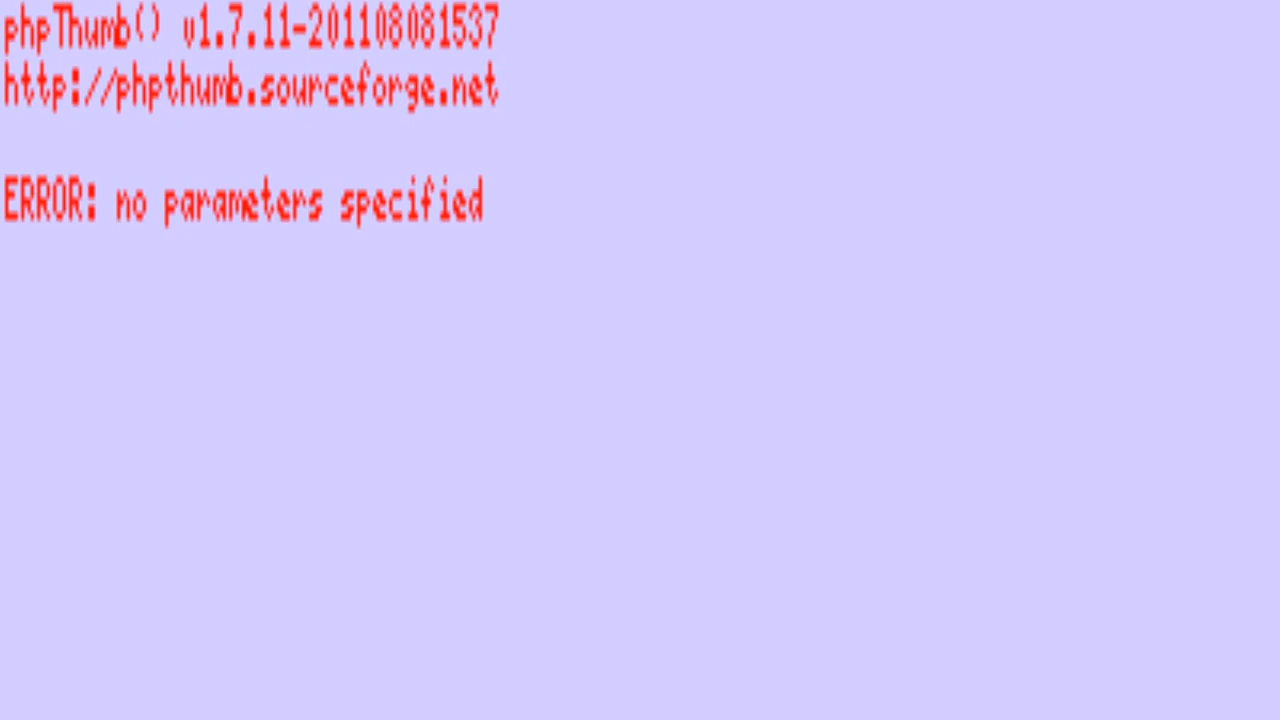 phpThumb() v1.7.11-201108081537
http://phpthumb.sourceforge.net
ERROR: no parameters specified